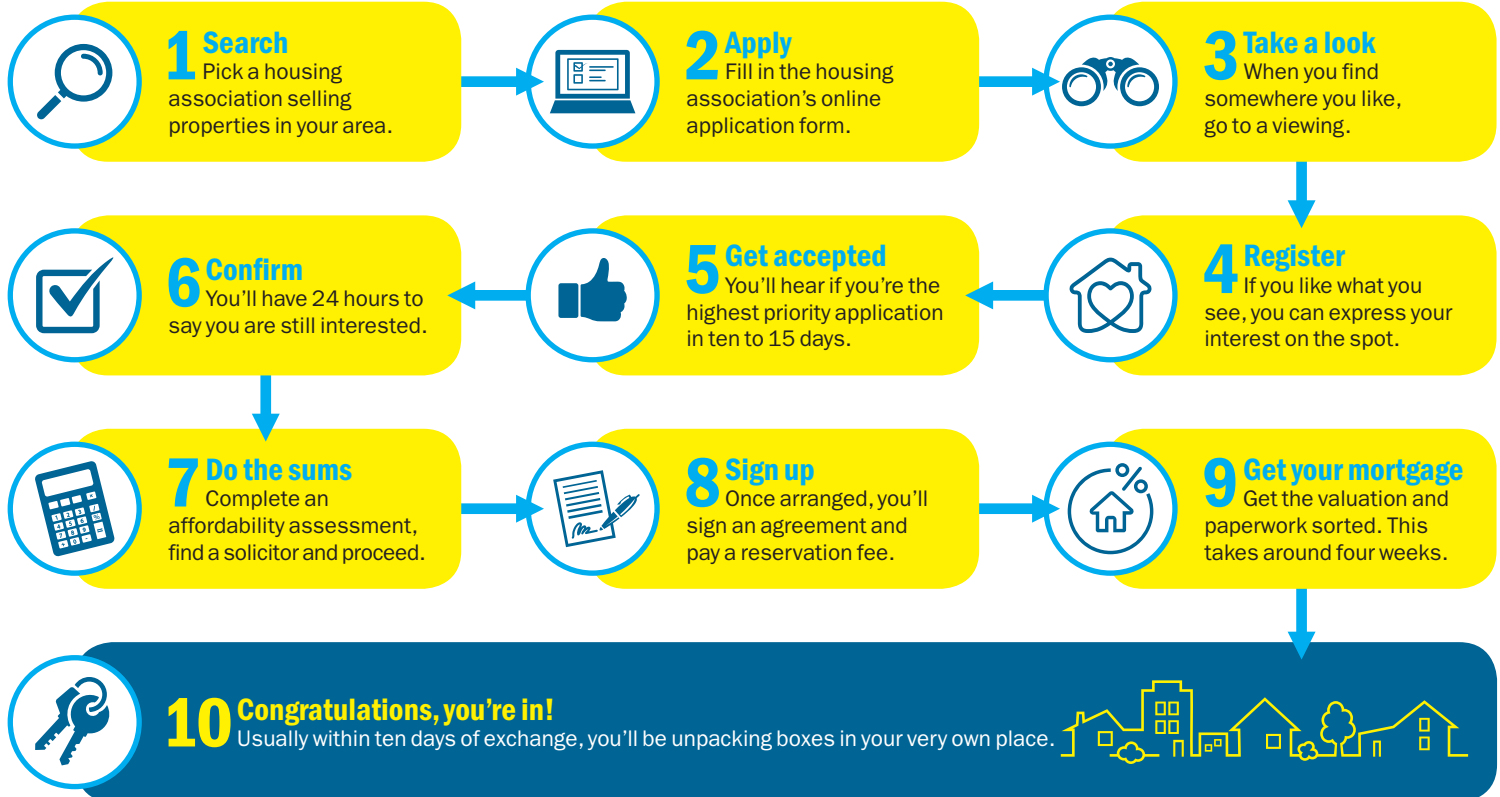 1 Search
Pick a housing
association selling
properties in your area.
2 Apply
Fill in the housing
association's online
application form.
3 Take a look
When you find
somewhere you like,
go to a viewing.
4 Register
If you like what you
see, you can express your
interest on the spot.
5 Get accepted
You'll hear if you're the
highest priority application
in ten to 15 days.
6 Confirm
You'll have 24 hours to
say you are still interested.
7 Do the sums
Complete an
affordability assessment,
find a solicitor and proceed.
8 Sign up
Once arranged, you'll
sign an agreement and
pay a reservation fee.
9 Get your mortgage
Get the valuation and
paperwork sorted. This
takes around four weeks.
%
10 Congratulations, you're in!
Usually within ten days of exchange, you'll be unpacking boxes in your very own place.